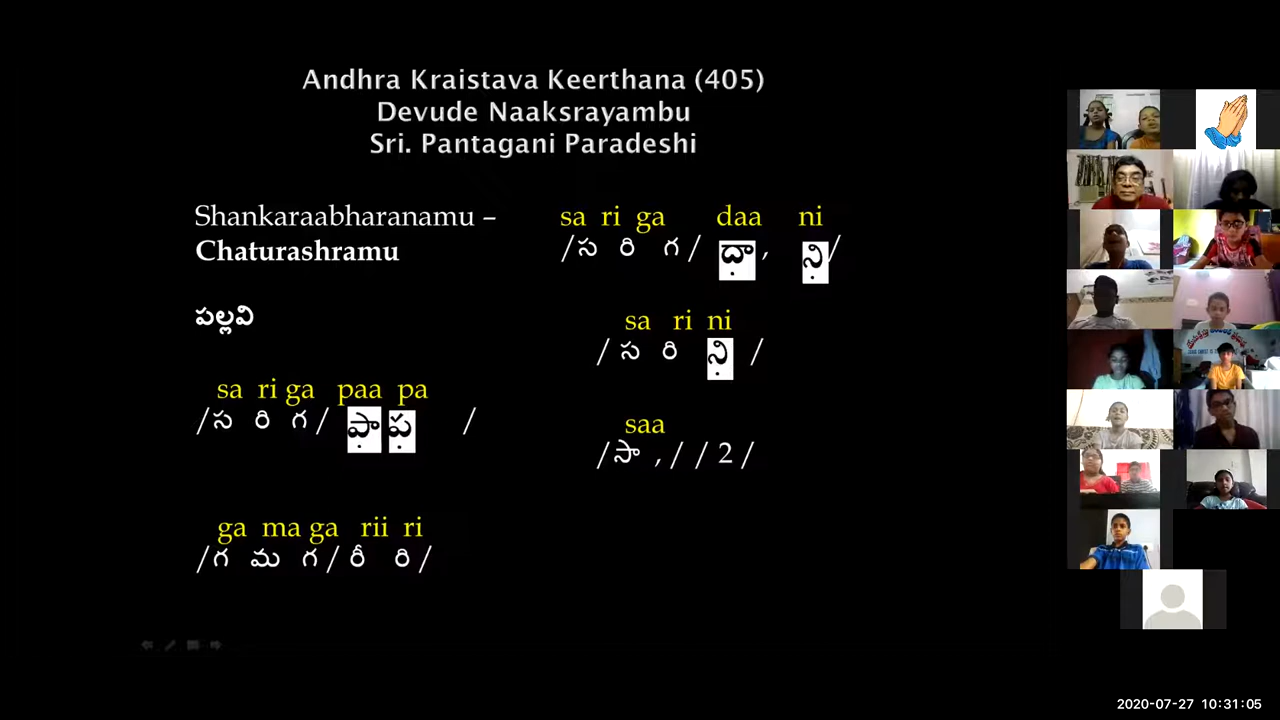 Andhra Kraistava Keerthana (405)
Devude Naaksrayambu
Sri. Pantagani Paradeshi
Shankaraabharanamu –
Chaturashramu
పల్లవి
sa ri ga paa pa
/స రి గ/ పాప /
ga ma ga rii ri
/గ మ గ/ రీ రి/
sa ri ga daa ni
/స రి గ/ దా, ని/
sa ri ni
/ స రి ని /
saa
/సా ,/ / 2 /
2020-07-27 10:31:05